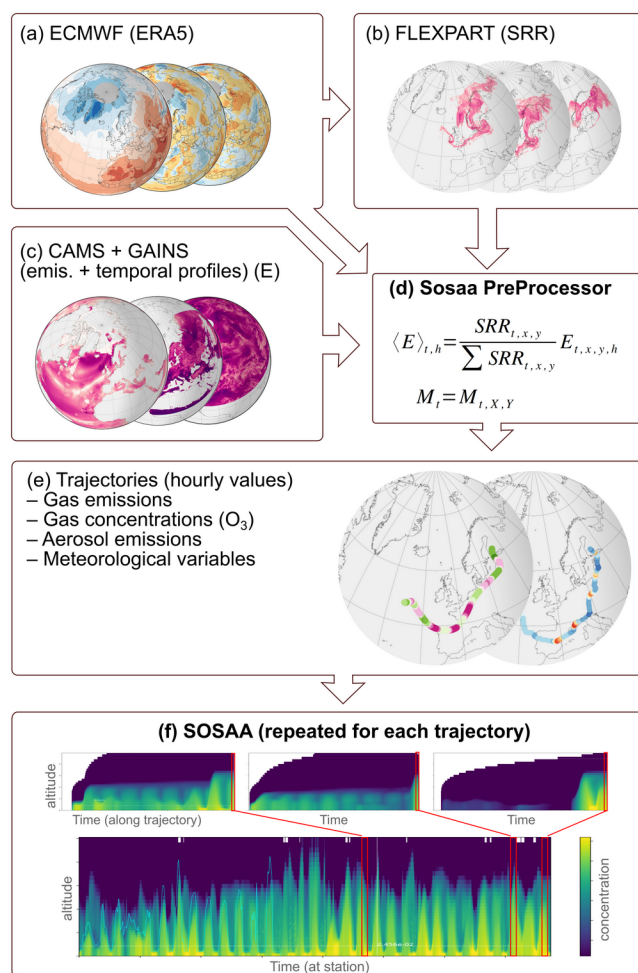 (a) ECMWF (ERA5)
(b) FLEXPART (SRR)
(c) CAMS + GAINS
(emis. + temporal profiles) (E)
(d) Sosaa PreProcessor
⟨E⟩ₜ,ₕ = SRRₜ,ₓ,ᵧ / ∑ SRRₜ,ₓ,ᵧ Eₜ,ₓ,ᵧ,ₕ
Mₜ = Mₜ,X,Y
(e) Trajectories (hourly values)
– Gas emissions
– Gas concentrations (O₃)
– Aerosol emissions
– Meteorological variables
(f) SOSAA (repeated for each trajectory)
altitude
Time (along trajectory)
Time
Time
altitude
concentration
Time (at station)